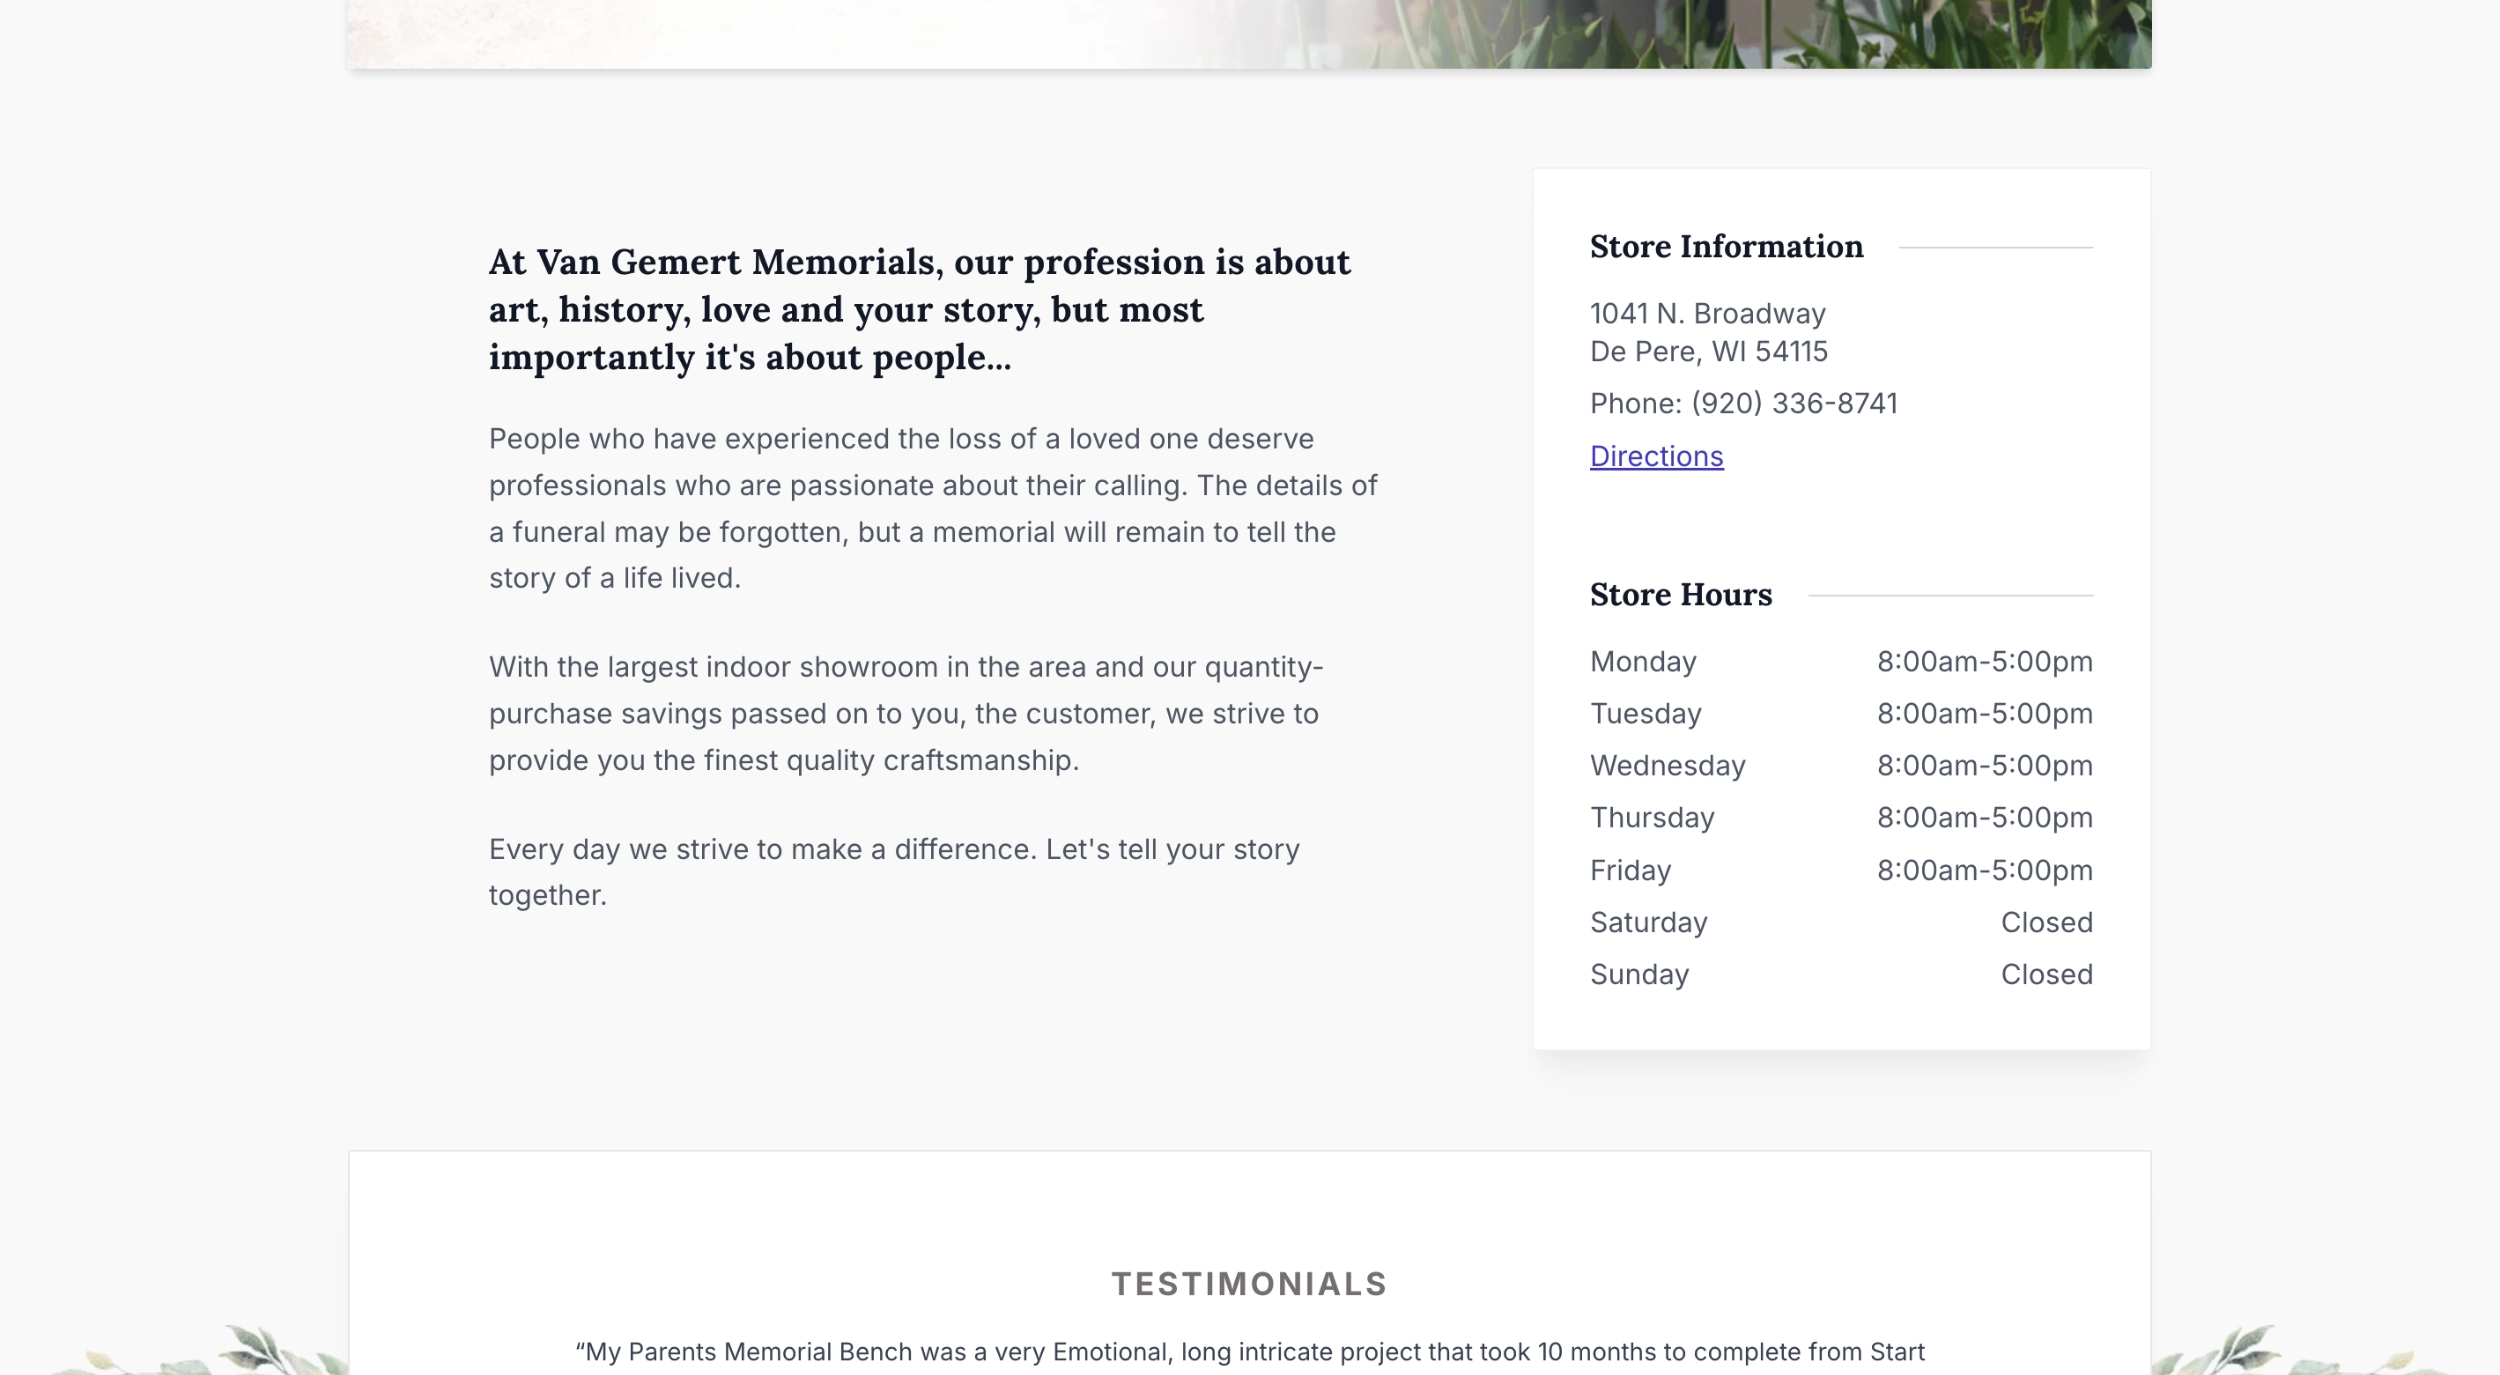 At Van Gemert Memorials, our profession is about
art, history, love and your story, but most
importantly it's about people...
People who have experienced the loss of a loved one deserve
professionals who are passionate about their calling. The details of
a funeral may be forgotten, but a memorial will remain to tell the
story of a life lived.
With the largest indoor showroom in the area and our quantity-
purchase savings passed on to you, the customer, we strive to
provide you the finest quality craftsmanship.
Every day we strive to make a difference. Let's tell your story
together.
Store Information
1041 N. Broadway
De Pere, WI 54115
Phone: (920) 336-8741
Directions
Store Hours
Monday 8:00am-5:00pm
Tuesday 8:00am-5:00pm
Wednesday 8:00am-5:00pm
Thursday 8:00am-5:00pm
Friday 8:00am-5:00pm
Saturday Closed
Sunday Closed
TESTIMONIALS
“My Parents Memorial Bench was a very Emotional, long intricate project that took 10 months to complete from Start